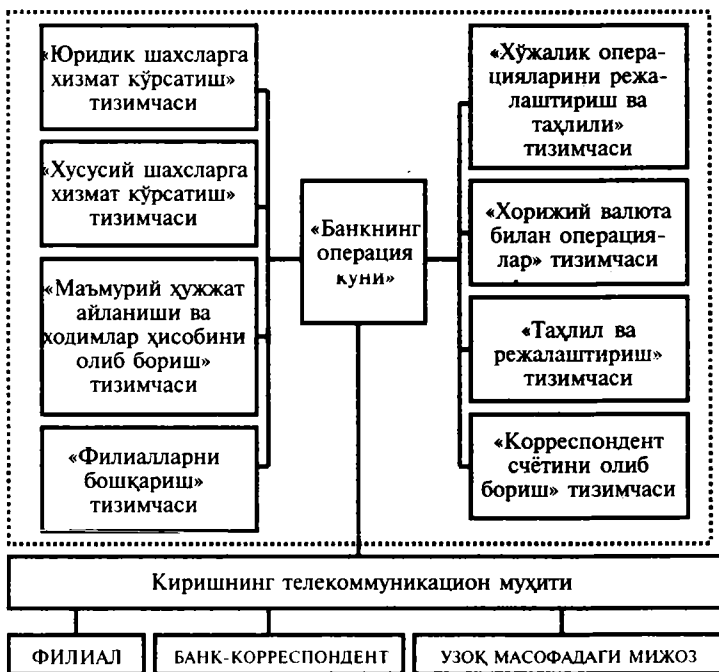 «Юридик шахсларга
хизмат кўрсатиш»
тизимчаси
«Хусусий шахсларга
хизмат кўрсатиш»
тизимчаси
«Маъмурий ҳужжат
айланиши ва
ходимлар ҳисобини
олиб бориш»
тизимчаси
«Филиалларни
бошқариш»
тизимчаси
«Банкнинг
операция
куни»
«Хўжалик опера-
цияларини режа-
лаштириш ва
таҳлили»
тизимчаси
«Хорижий валюта
билан операция-
лар» тизимчаси
«Таҳлил ва
режалаштириш»
тизимчаси
«Корреспондент
счётини олиб
бориш» тизимчаси
Киришнинг телекоммуникацион муҳити
ФИЛИАЛ
БАНК-КОРРЕСПОНДЕНТ
УЗОҚ МАСОФАДАГИ МИЖОЗ